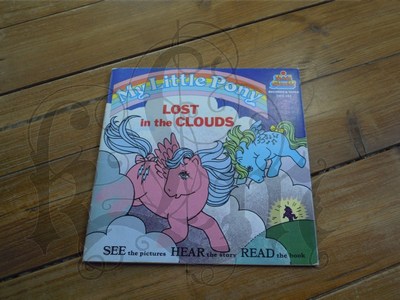 My Little Pony
LOST
in the CLOUDS
SEE the pictures HEAR the story READ the book